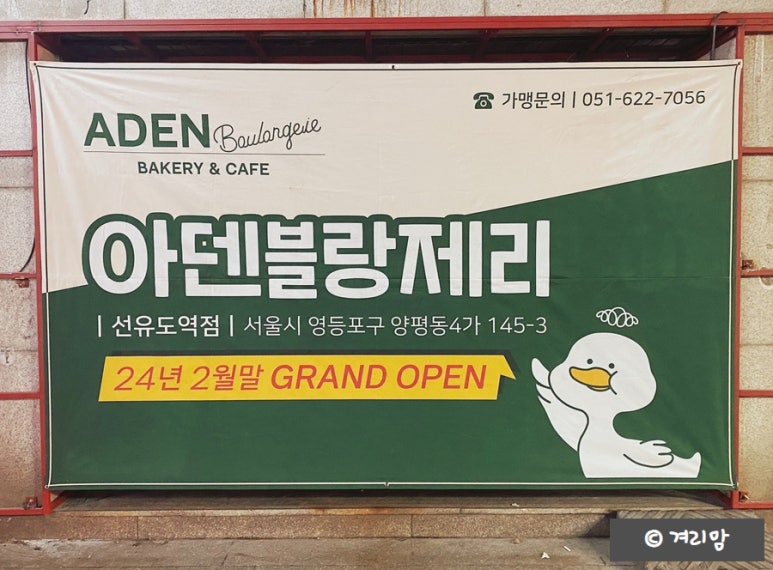 ADEN Boulangerie
BAKERY & CAFE
☎ 가맹문의 | 051-622-7056
아덴블랑제리
| 선유도역점 | 서울시 영등포구 양평동4가 145-3
24년 2월말 GRAND OPEN
© 겨리맘